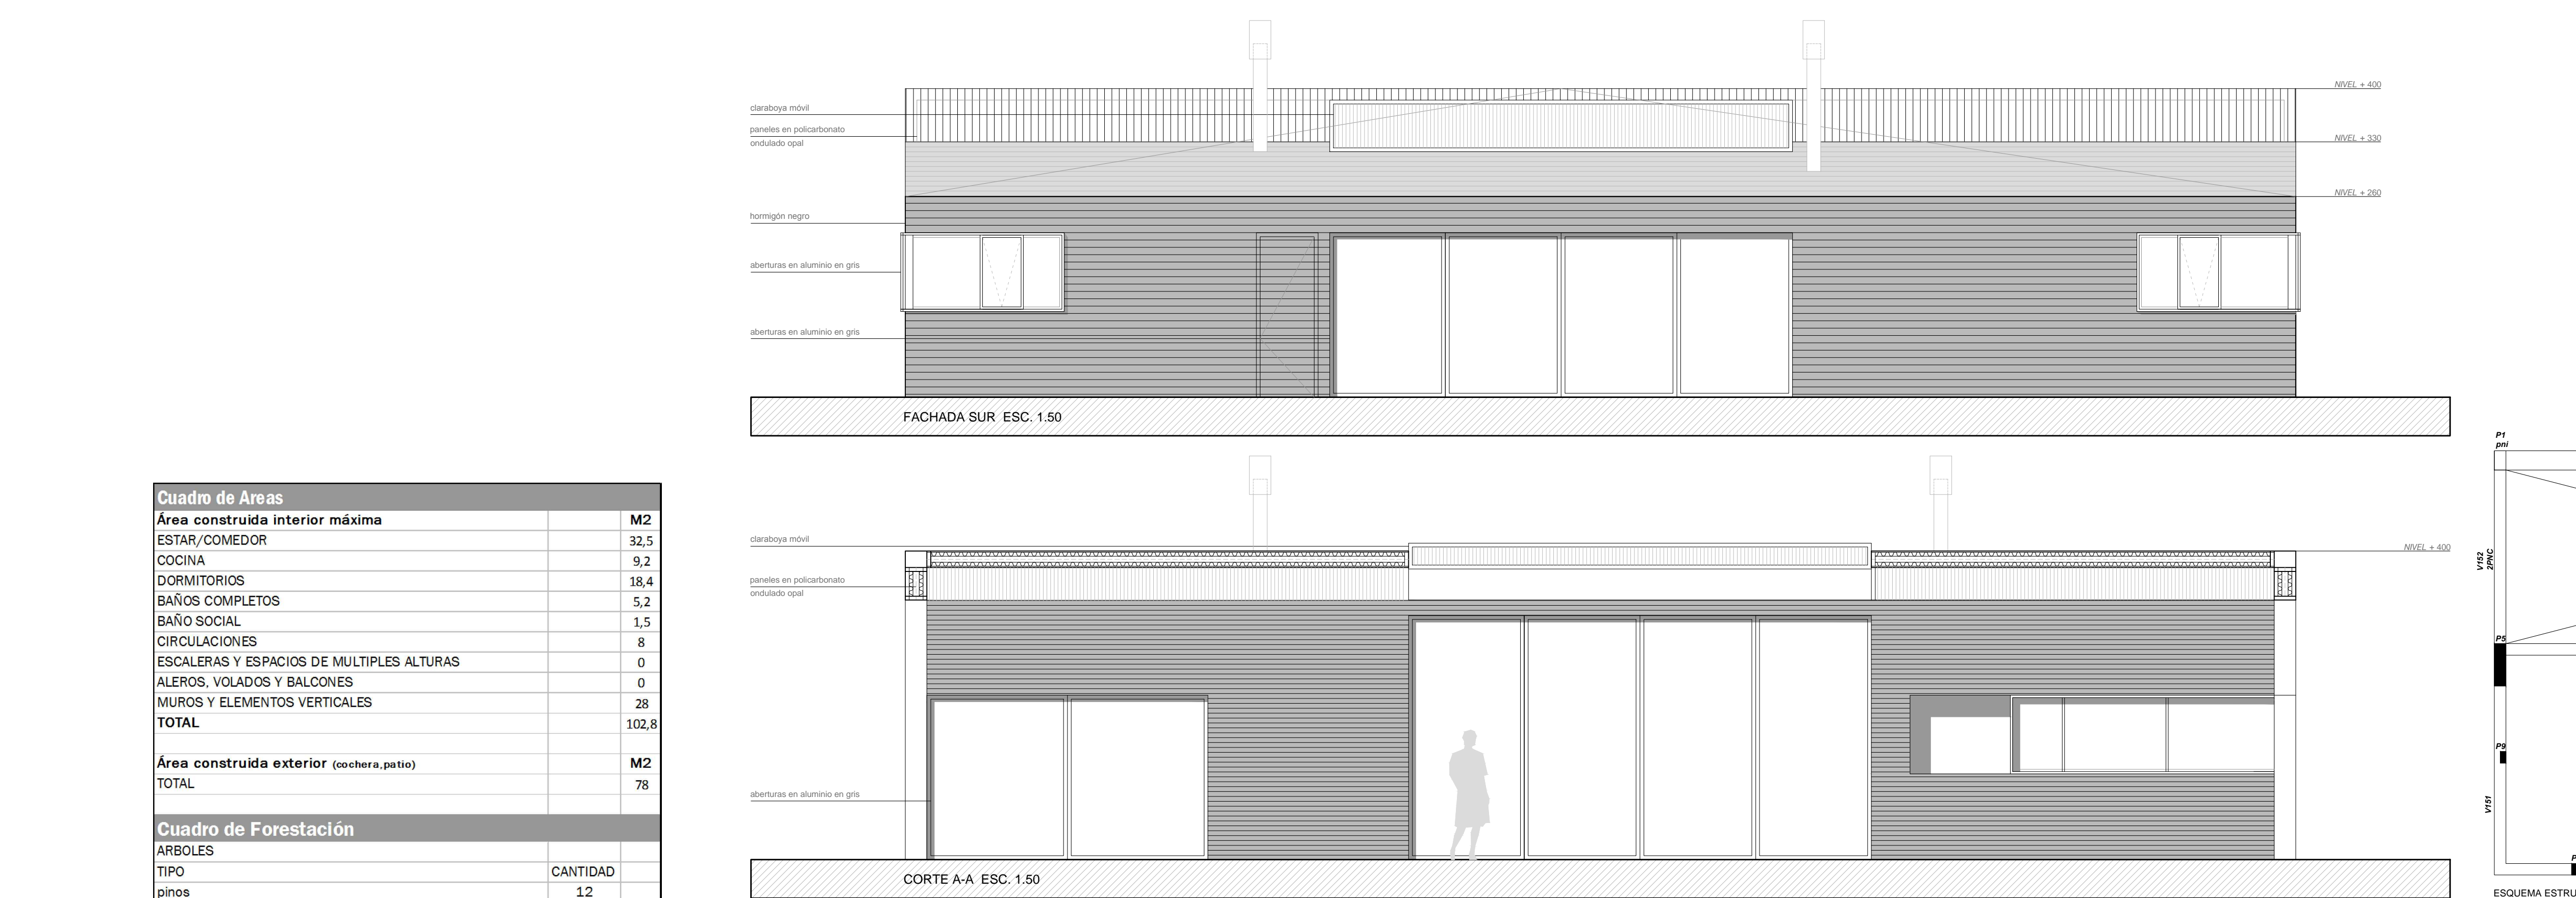 claraboya móvil
paneles en policarbonato
ondulado opal
hormigón negro
aberturas en aluminio en gris
aberturas en aluminio en gris
NIVEL + 400
NIVEL + 330
NIVEL + 260
FACHADA SUR ESC. 1.50
Cuadro de Areas
Área construida interior máxima M2
ESTAR/COMEDOR 32,5
COCINA 9,2
DORMITORIOS 18,4
BAÑOS COMPLETOS 5,2
BAÑO SOCIAL 1,5
CIRCULACIONES 8
ESCALERAS Y ESPACIOS DE MULTIPLES ALTURAS 0
ALEROS, VOLADOS Y BALCONES 0
MUROS Y ELEMENTOS VERTICALES 28
TOTAL 102,8
Área construida exterior (cochera,patio) M2
TOTAL 78
Cuadro de Forestación
ARBOLES
TIPO CANTIDAD
pinos 12
claraboya móvil
paneles en policarbonato
ondulado opal
aberturas en aluminio en gris
NIVEL + 400
CORTE A-A ESC. 1.50
P1
pni
V152
2PNC
P5
P9
V151
P
ESQUEMA ESTRU